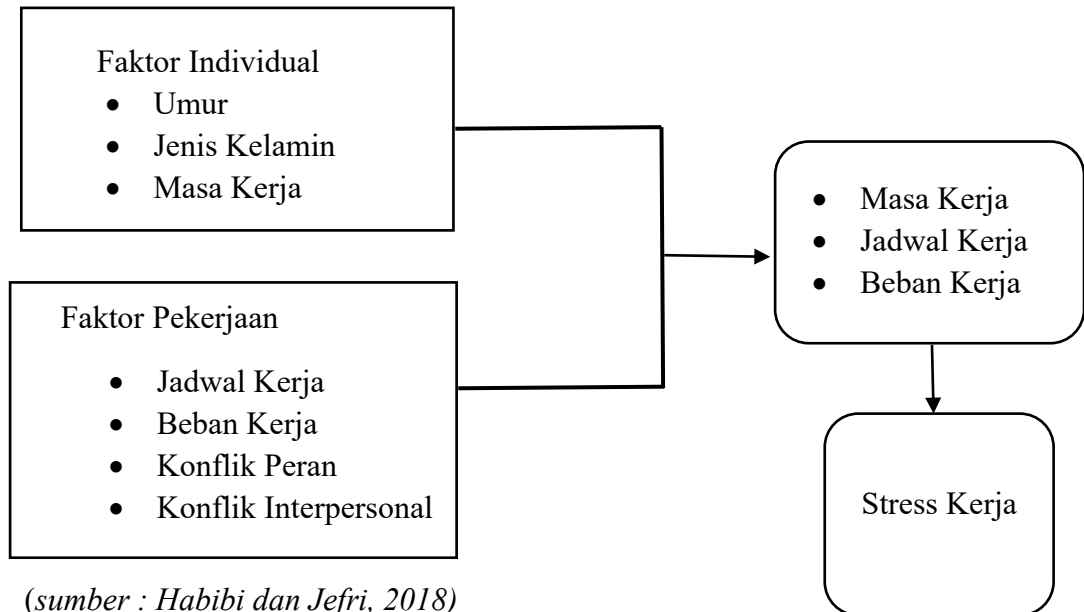 Faktor Individual
• Umur
• Jenis Kelamin
• Masa Kerja
Faktor Pekerjaan
• Jadwal Kerja
• Beban Kerja
• Konflik Peran
• Konflik Interpersonal
• Masa Kerja
• Jadwal Kerja
• Beban Kerja
Stress Kerja
(sumber : Habibi dan Jefri, 2018)